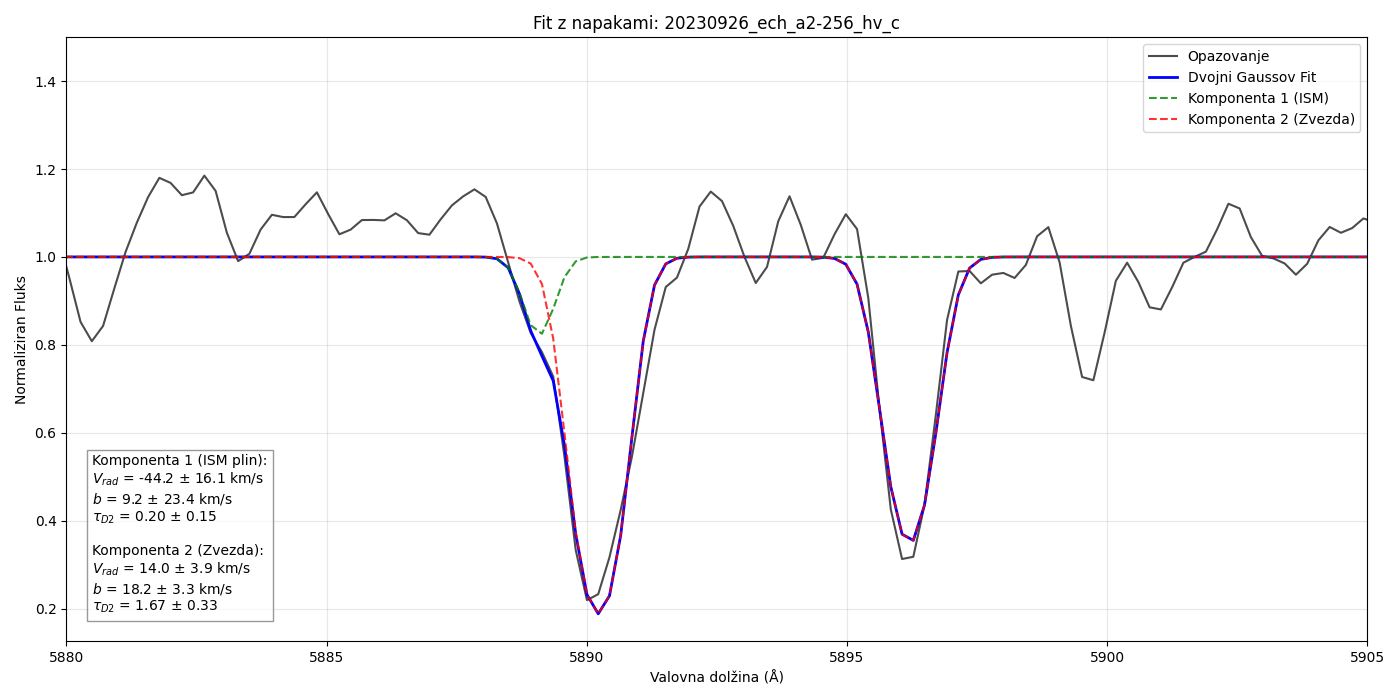 Fit z napakami: 20230926_ech_a2-256_hv_c
Normaliziran Fluks
1.4
1.2
1.0
0.8
0.6
0.4
0.2
Opazovanje
Dvojni Gaussov Fit
Komponenta 1 (ISM)
Komponenta 2 (Zvezda)
Komponenta 1 (ISM plin):
V_rad = -44.2 ± 16.1 km/s
b = 9.2 ± 23.4 km/s
τ_D2 = 0.20 ± 0.15
Komponenta 2 (Zvezda):
V_rad = 14.0 ± 3.9 km/s
b = 18.2 ± 3.3 km/s
τ_D2 = 1.67 ± 0.33
5880 5885 5890 5895 5900 5905
Valovna dolžina (Å)